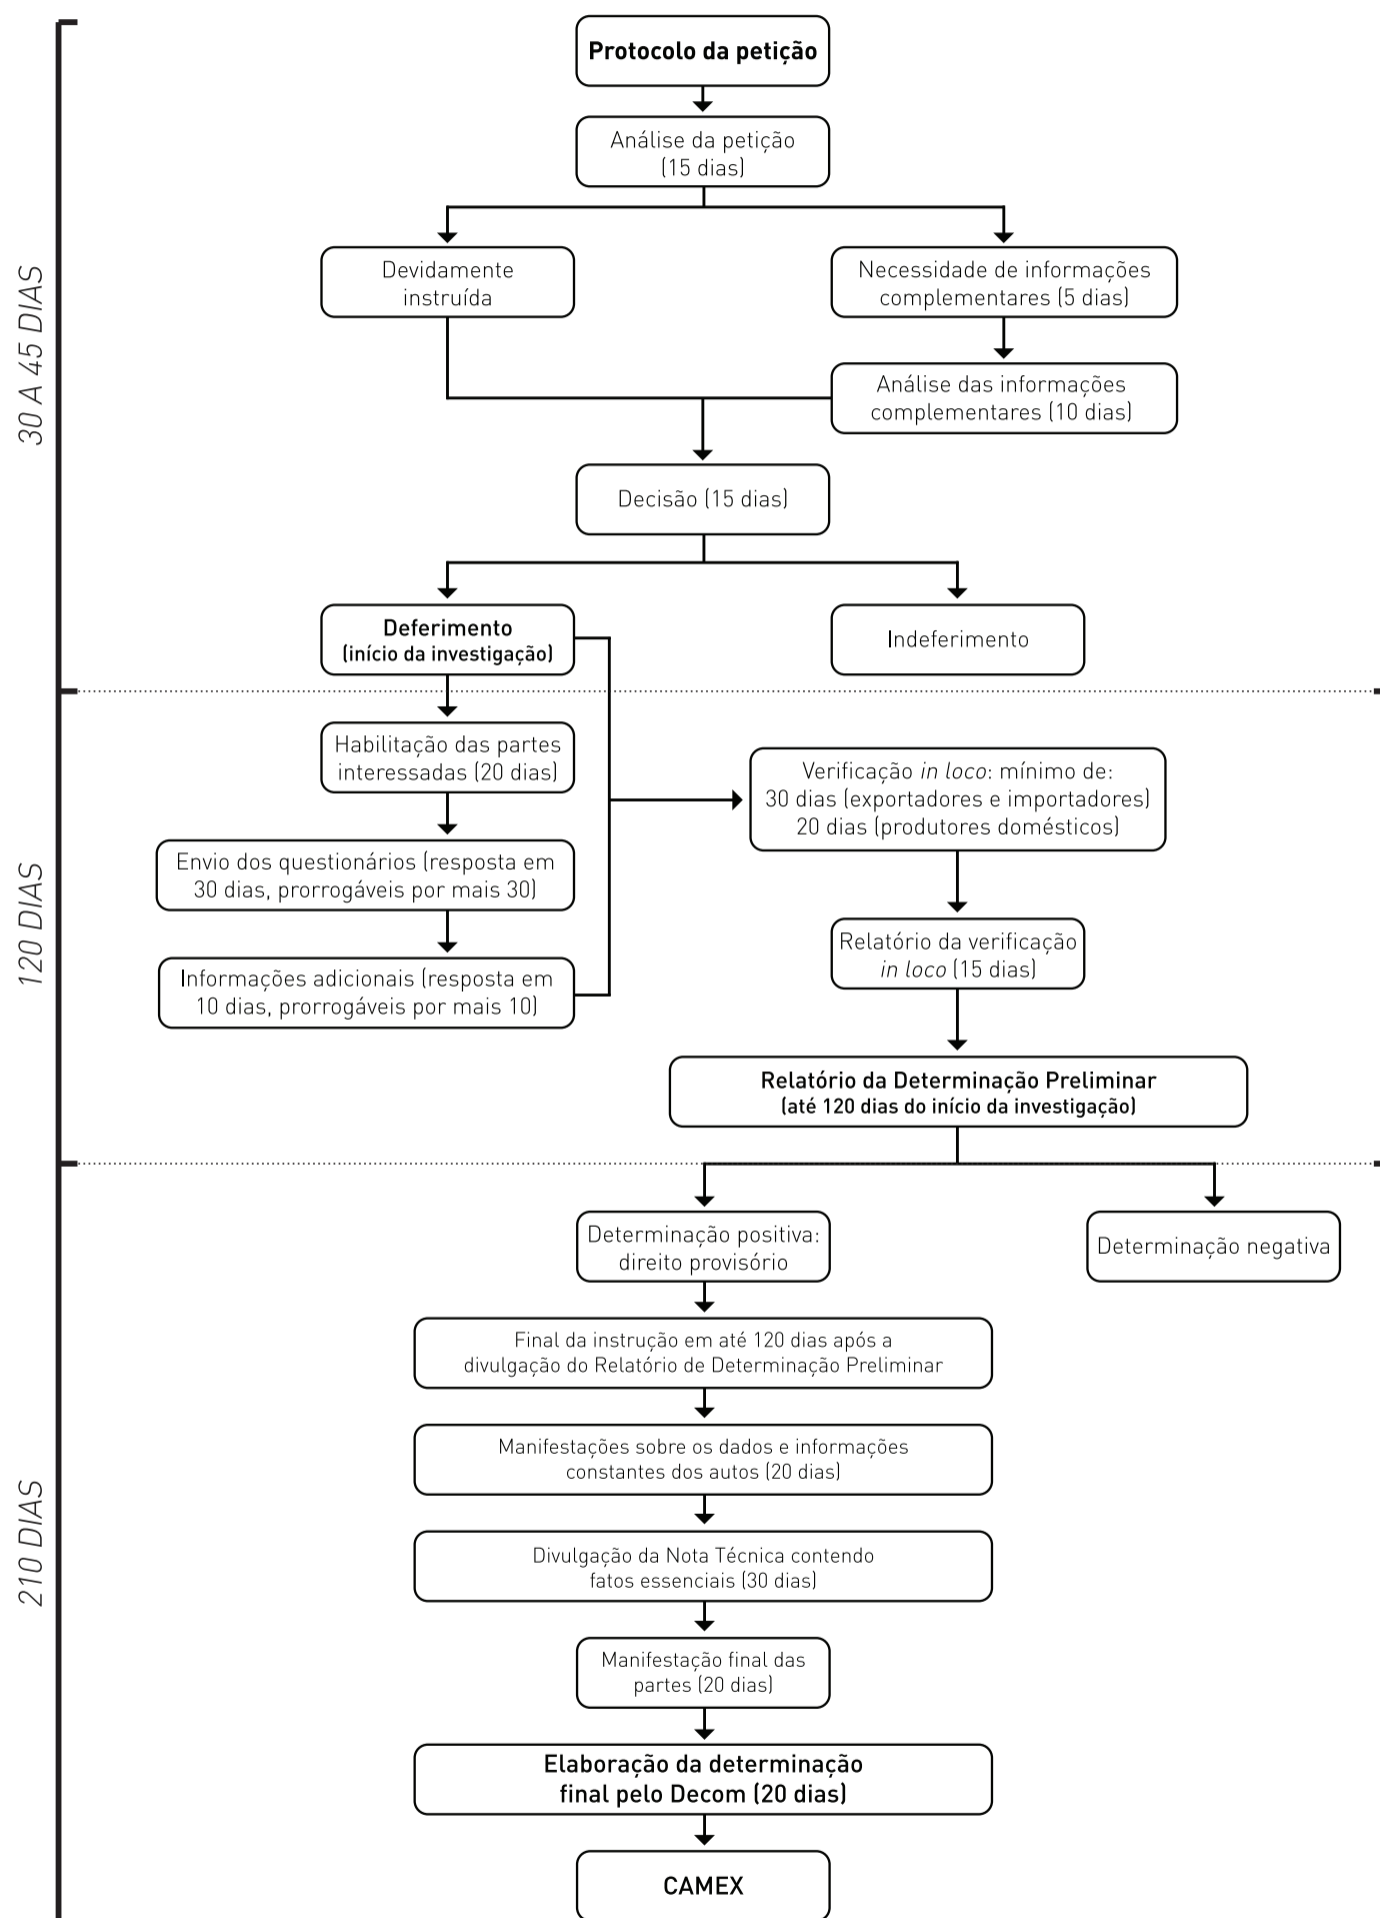 Protocolo da petição
Análise da petição
(15 dias)
Devidamente
instruída
Necessidade de informações
complementares (5 dias)
Análise das informações
complementares (10 dias)
Decisão (15 dias)
Deferimento
(início da investigação)
Indeferimento
30 A 45 DIAS
Habilitação das partes
interessadas (20 dias)
Envio dos questionários (resposta em
30 dias, prorrogáveis por mais 30)
Informações adicionais (resposta em
10 dias, prorrogáveis por mais 10)
Verificação in loco: mínimo de:
30 dias (exportadores e importadores)
20 dias (produtores domésticos)
Relatório da verificação
in loco (15 dias)
Relatório da Determinação Preliminar
(até 120 dias do início da investigação)
120 DIAS
Determinação positiva:
direito provisório
Determinação negativa
Final da instrução em até 120 dias após a
divulgação do Relatório de Determinação Preliminar
Manifestações sobre os dados e informações
constantes dos autos (20 dias)
Divulgação da Nota Técnica contendo
fatos essenciais (30 dias)
Manifestação final das
partes (20 dias)
Elaboração da determinação
final pelo Decom (20 dias)
CAMEX
210 DIAS